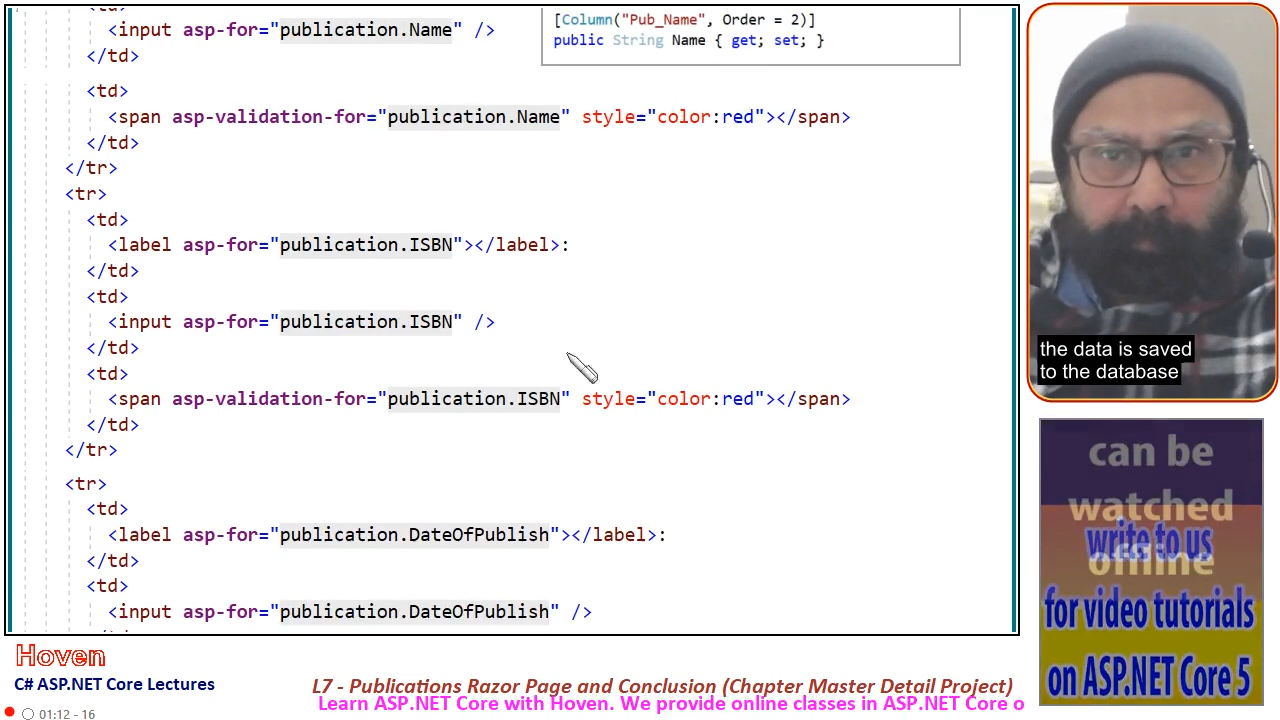 <input asp-for="publication.Name" />
</td>
[Column("Pub_Name", Order = 2)]
public String Name { get; set; }
<td>
<span asp-validation-for="publication.Name" style="color:red"></span>
</td>
</tr>
<tr>
<td>
<label asp-for="publication.ISBN"></label>:
</td>
<td>
<input asp-for="publication.ISBN" />
</td>
<td>
<span asp-validation-for="publication.ISBN" style="color:red"></span>
</td>
</tr>
<tr>
<td>
<label asp-for="publication.DateOfPublish"></label>:
</td>
<td>
<input asp-for="publication.DateOfPublish" />
the data is saved
to the database
can be
watched
write to us
offline
for video tutorials
on ASP.NET Core 5
Hoven
C# ASP.NET Core Lectures
L7 - Publications Razor Page and Conclusion (Chapter Master Detail Project)
Learn ASP.NET Core with Hoven. We provide online classes in ASP.NET Core o
01:12 - 16